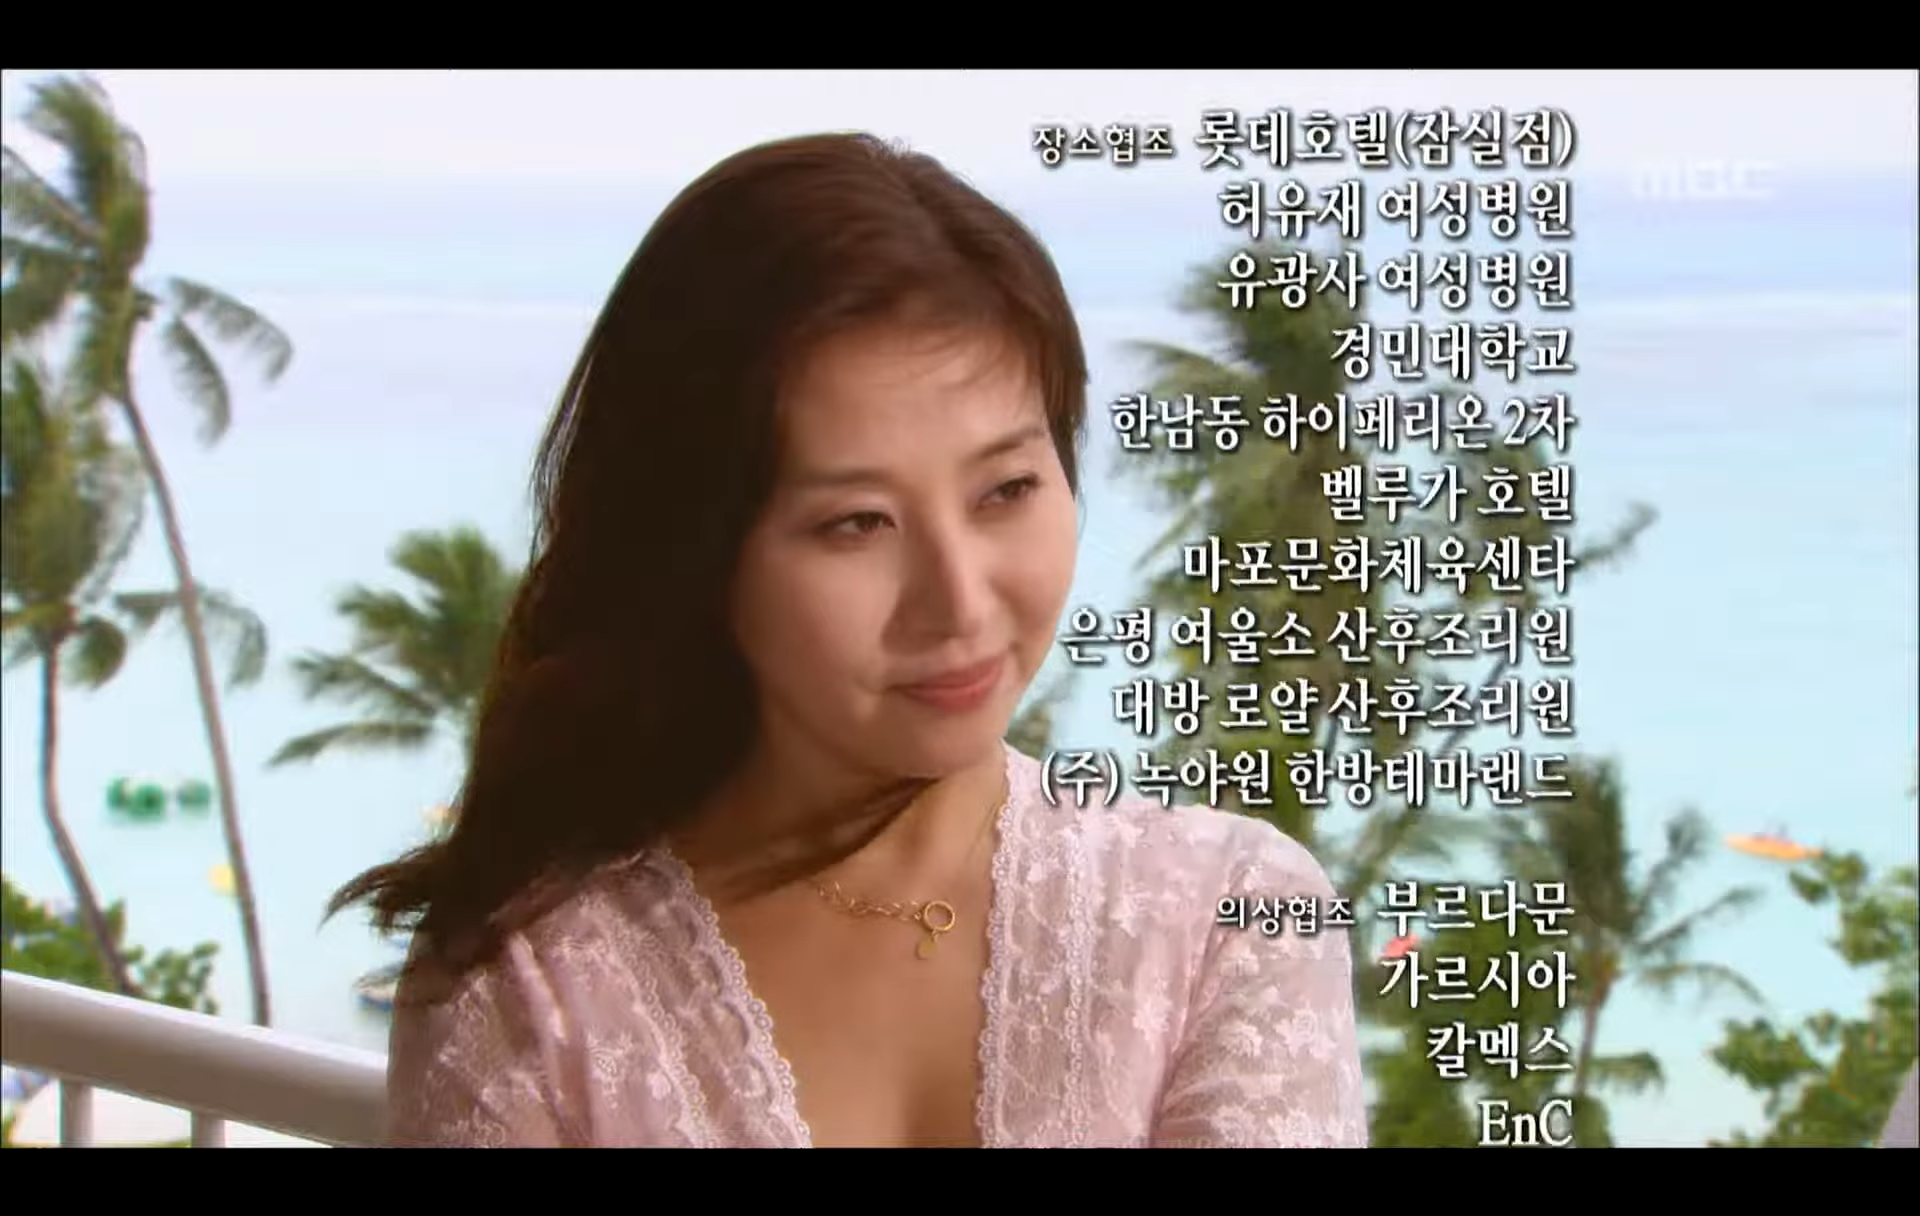 장소협조 롯데호텔(잠실점)
mbc
허유재 여성병원
유광사 여성병원
경민대학교
한남동 하이페리온 2차
벨루가 호텔
마포문화체육센타
은평 여울소 산후조리원
대방 로얄 산후조리원
(주) 녹야원 한방테마랜드
의상협조 부르다문
가르시아
칼멕스
EnC